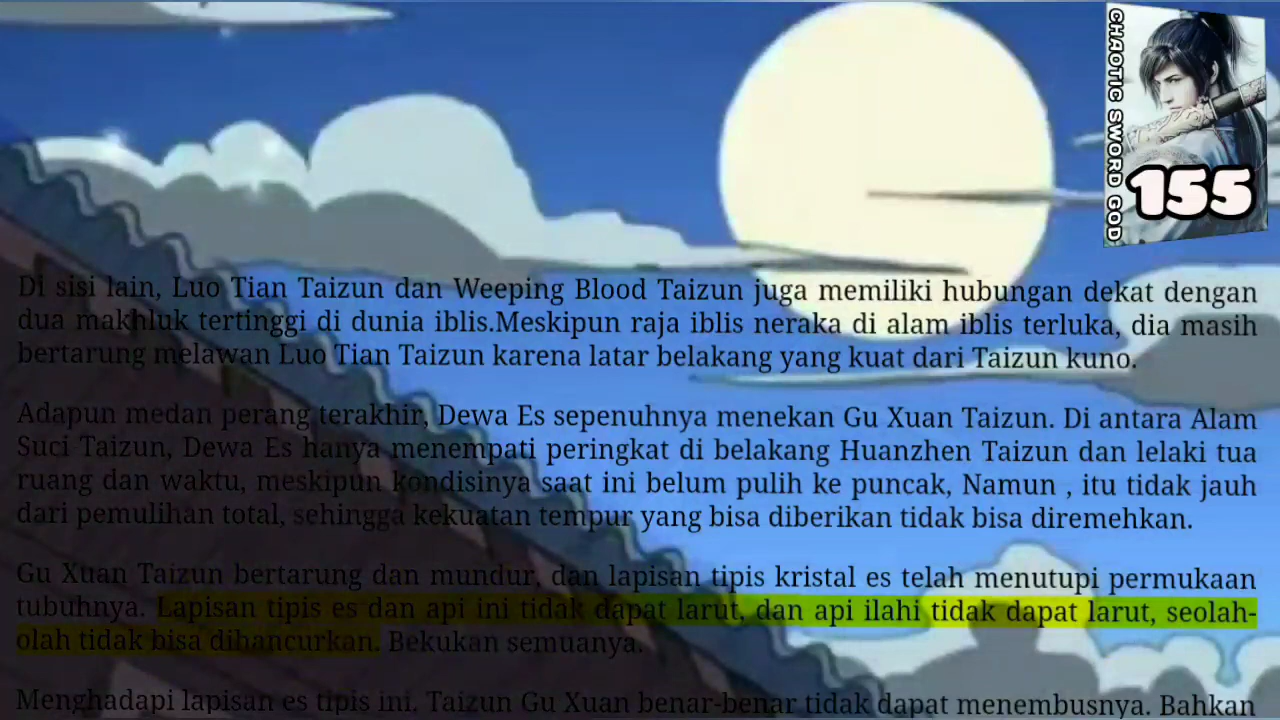 CHAOTIC SWORD GOD
155
Di sisi lain, Luo Tian Taizun dan Weeping Blood Taizun juga memiliki hubungan dekat dengan
dua makhluk tertinggi di dunia iblis.Meskipun raja iblis neraka di alam iblis terluka, dia masih
bertarung melawan Luo Tian Taizun karena latar belakang yang kuat dari Taizun kuno.
Adapun medan perang terakhir, Dewa Es sepenuhnya menekan Gu Xuan Taizun. Di antara Alam
Suci Taizun, Dewa Es hanya menempati peringkat di belakang Huanzhen Taizun dan lelaki tua
ruang dan waktu, meskipun kondisinya saat ini belum pulih ke puncak, Namun , itu tidak jauh
dari pemulihan total, sehingga kekuatan tempur yang bisa diberikan tidak bisa diremehkan.
Gu Xuan Taizun bertarung dan mundur, dan lapisan tipis kristal es telah menutupi permukaan
tubuhnya. Lapisan tipis es dan api ini tidak dapat larut, dan api ilahi tidak dapat larut, seolah-
olah tidak bisa dihancurkan. Bekukan semuanya.
Menghadapi lapisan es tipis ini, Taizun Gu Xuan benar-benar tidak dapat menembusnya. Bahkan